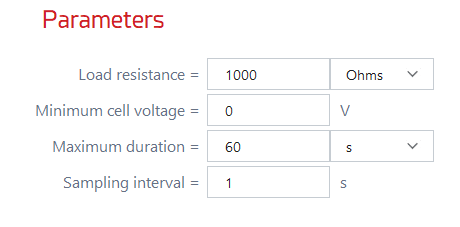 Parameters
Load resistance = 1000 Ohms
Minimum cell voltage = 0 V
Maximum duration = 60 s
Sampling interval = 1 s